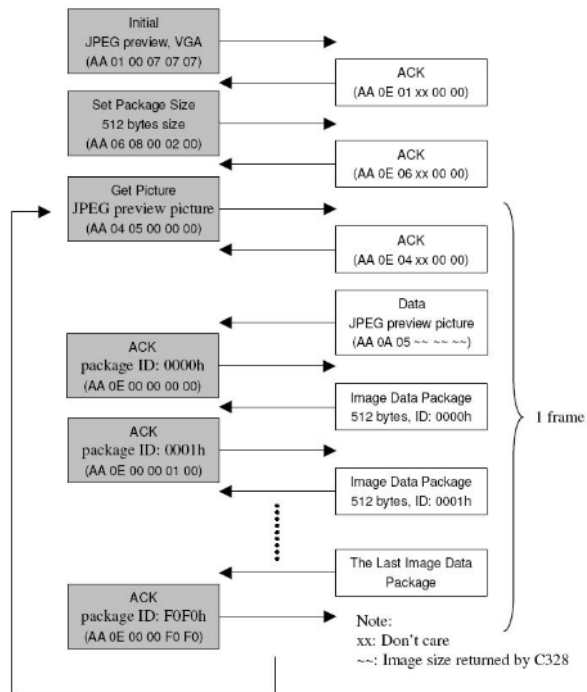 Initial
JPEG preview, VGA
(AA 01 00 07 07 07)
ACK
(AA 0E 01 xx 00 00)
Set Package Size
512 bytes size
(AA 06 08 00 02 00)
ACK
(AA 0E 06 xx 00 00)
Get Picture
JPEG preview picture
(AA 04 05 00 00 00)
ACK
(AA 0E 04 xx 00 00)
Data
JPEG preview picture
(AA 0A 05 ~~ ~~ ~~)
ACK
package ID: 0000h
(AA 0E 00 00 00 00)
Image Data Package
512 bytes, ID: 0000h
1 frame
ACK
package ID: 0001h
(AA 0E 00 00 01 00)
Image Data Package
512 bytes, ID: 0001h
The Last Image Data
Package
ACK
package ID: F0F0h
(AA 0E 00 00 F0 F0)
Note:
xx: Don't care
~~: Image size returned by C328